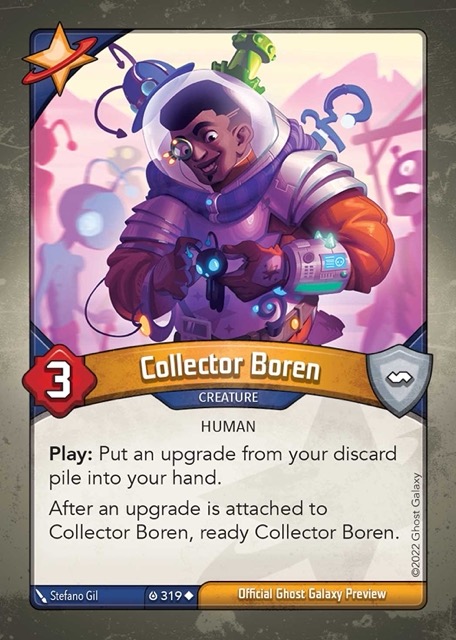 3
Collector Boren
CREATURE
HUMAN
Play: Put an upgrade from your discard
pile into your hand.
After an upgrade is attached to
Collector Boren, ready Collector Boren.
©2022 Ghost Galaxy
Stefano Gil
319
Official Ghost Galaxy Preview